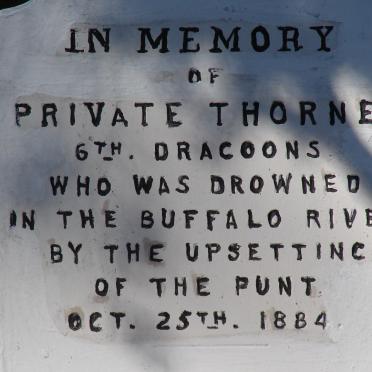 IN MEMORY
OF
PRIVATE THORNE
6TH. DRACOONS
WHO WAS DROWNED
IN THE BUFFALO RIVE
BY THE UPSETTINC
OF THE PUNT
OCT. 25TH. 1884